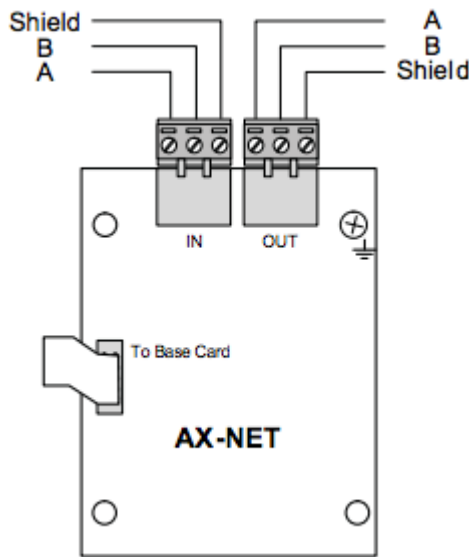 Shield
B
A
A
B
Shield
IN
OUT
To Base Card
AX-NET